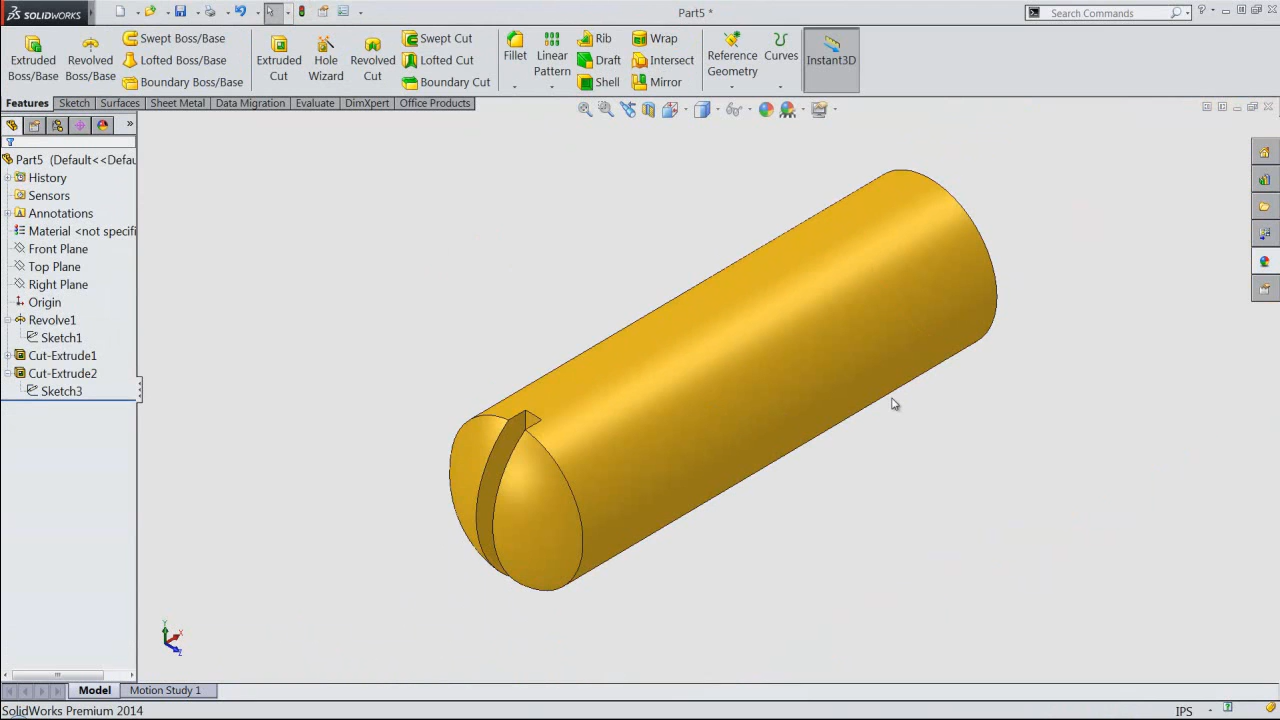 SOLIDWORKS
Part5 *
Search Commands
Extruded Boss/Base
Revolved Boss/Base
Swept Boss/Base
Lofted Boss/Base
Boundary Boss/Base
Extruded Cut
Hole Wizard
Revolved Cut
Swept Cut
Lofted Cut
Boundary Cut
Fillet
Linear Pattern
Rib
Draft
Shell
Wrap
Intersect
Mirror
Reference Geometry
Curves
Instant3D
Features
Sketch
Surfaces
Sheet Metal
Data Migration
Evaluate
DimXpert
Office Products
Part5 (Default<<Defau
History
Sensors
Annotations
Material <not specifi
Front Plane
Top Plane
Right Plane
Origin
Revolve1
Sketch1
Cut-Extrude1
Cut-Extrude2
Sketch3
Y
X
Z
Model
Motion Study 1
SolidWorks Premium 2014
IPS